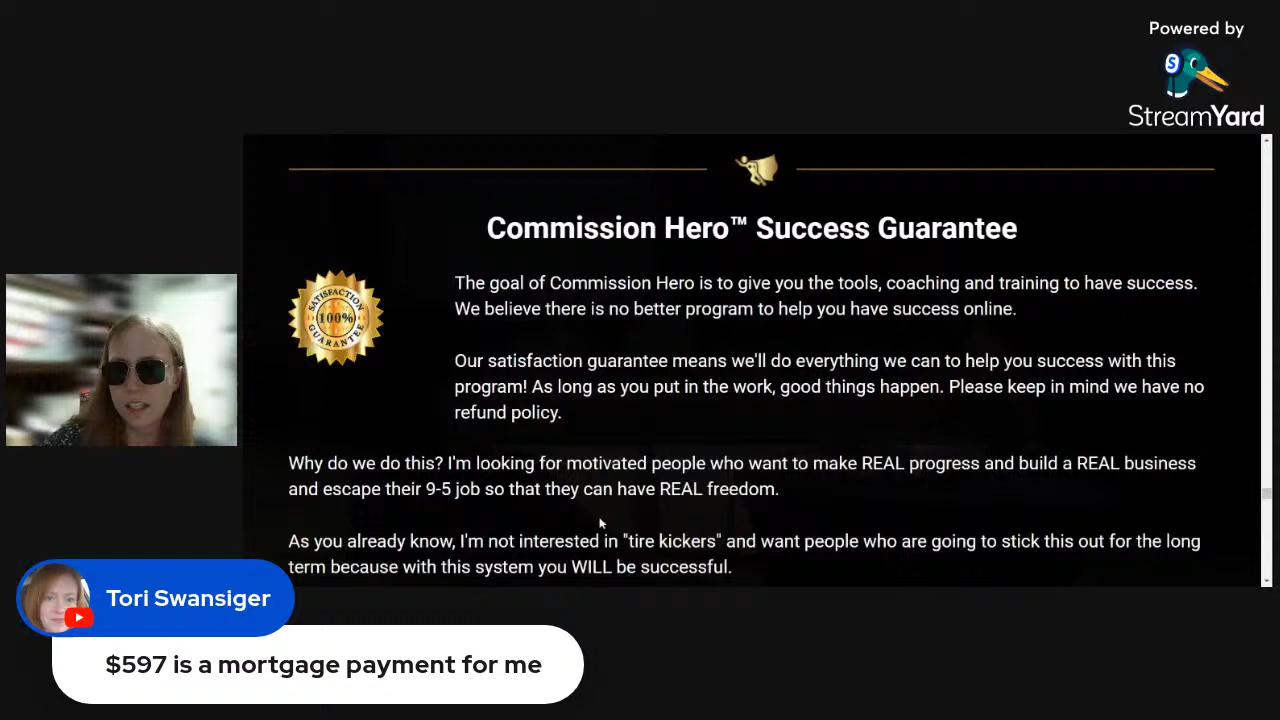 Powered by
StreamYard
Commission Hero™ Success Guarantee
SATISFACTION
100%
GUARANTEE
The goal of Commission Hero is to give you the tools, coaching and training to have success.
We believe there is no better program to help you have success online.
Our satisfaction guarantee means we'll do everything we can to help you success with this
program! As long as you put in the work, good things happen. Please keep in mind we have no
refund policy.
Why do we do this? I'm looking for motivated people who want to make REAL progress and build a REAL business
and escape their 9-5 job so that they can have REAL freedom.
As you already know, I'm not interested in "tire kickers" and want people who are going to stick this out for the long
term because with this system you WILL be successful.
Tori Swansiger
$597 is a mortgage payment for me